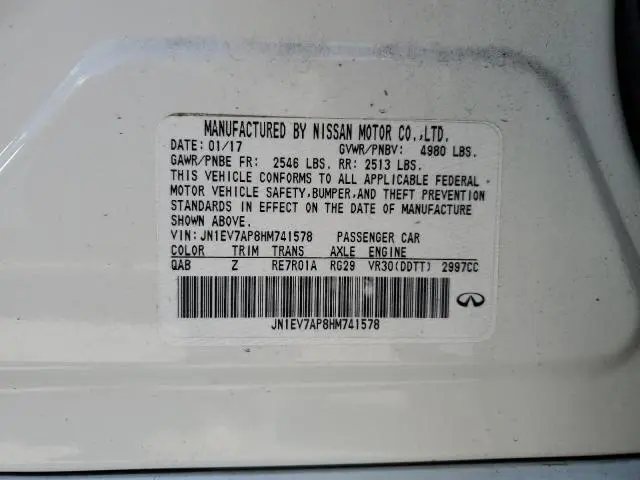 MANUFACTURED BY NISSAN MOTOR CO.,LTD.
DATE: 01/17 GVWR/PNBV: 4980 LBS.
GAWR/PNBE FR: 2546 LBS. RR: 2513 LBS.
THIS VEHICLE CONFORMS TO ALL APPLICABLE FEDERAL
MOTOR VEHICLE SAFETY,BUMPER,AND THEFT PREVENTION
STANDARDS IN EFFECT ON THE DATE OF MANUFACTURE
SHOWN ABOVE.
VIN:JN1EV7AP8HM741578 PASSENGER CAR
COLOR TRIM TRANS AXLE ENGINE
QAB Z RE7R01A RG29 VR30(DDTT) 2997CC
JN1EV7AP8HM741578